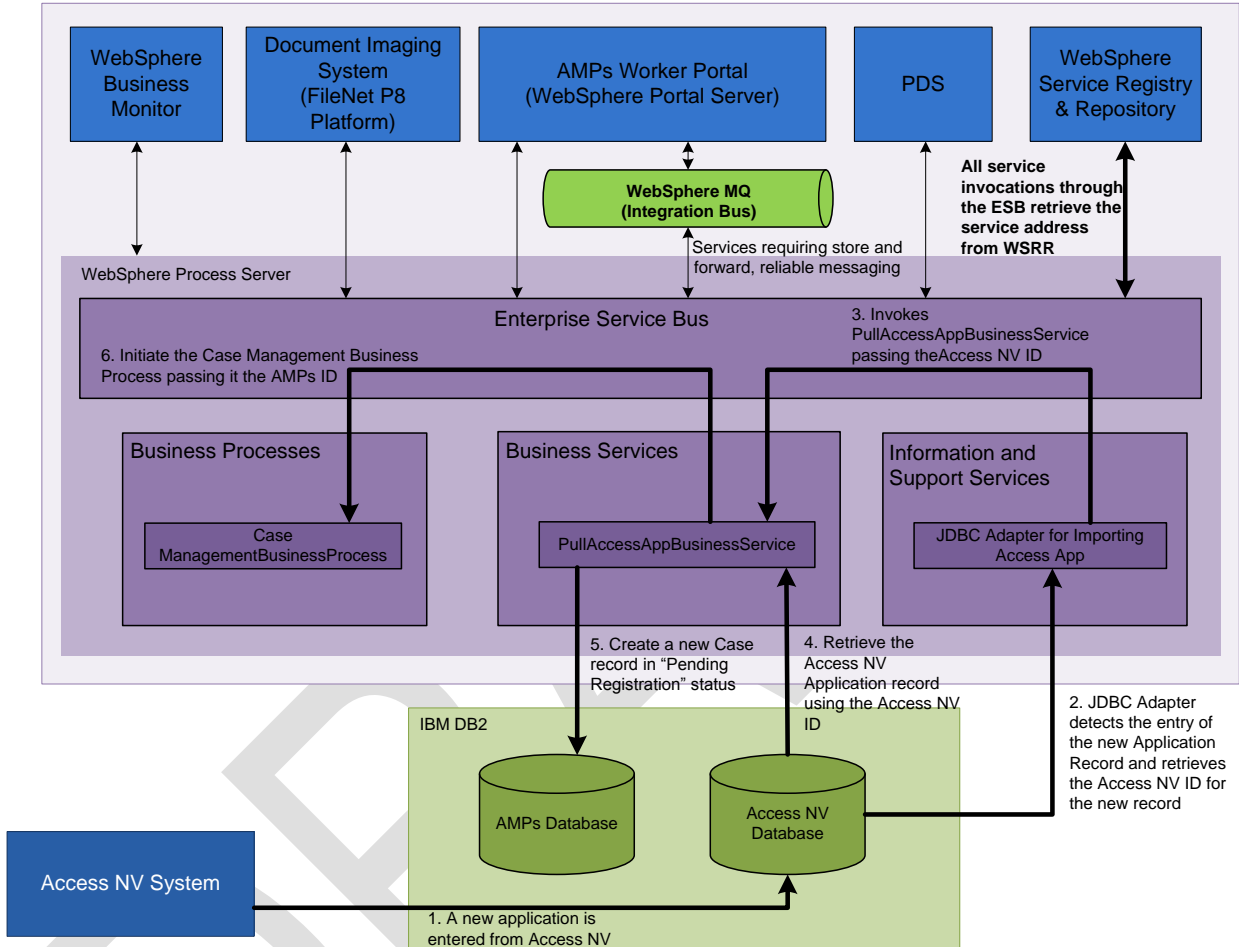 WebSphere
Business
Monitor
Document Imaging
System
(FileNet P8
Platform)
AMPs Worker Portal
(WebSphere Portal Server)
PDS
WebSphere
Service Registry
& Repository
All service
invocations through
the ESB retrieve the
service address
from WSRR
WebSphere MQ
(Integration Bus)
Services requiring store and
forward, reliable messaging
WebSphere Process Server
Enterprise Service Bus
3. Invokes
PullAccessAppBusinessService
passing theAccess NV ID
6. Initiate the Case Management Business
Process passing it the AMPs ID
Business Processes
Business Services
Information and
Support Services
Case
ManagementBusinessProcess
PullAccessAppBusinessService
JDBC Adapter for Importing
Access App
5. Create a new Case
record in “Pending
Registration” status
4. Retrieve the
Access NV
Application record
using the Access NV
ID
2. JDBC Adapter
detects the entry of
the new Application
Record and retrieves
the Access NV ID for
the new record
IBM DB2
AMPs Database
Access NV
Database
Access NV System
1. A new application is
entered from Access NV